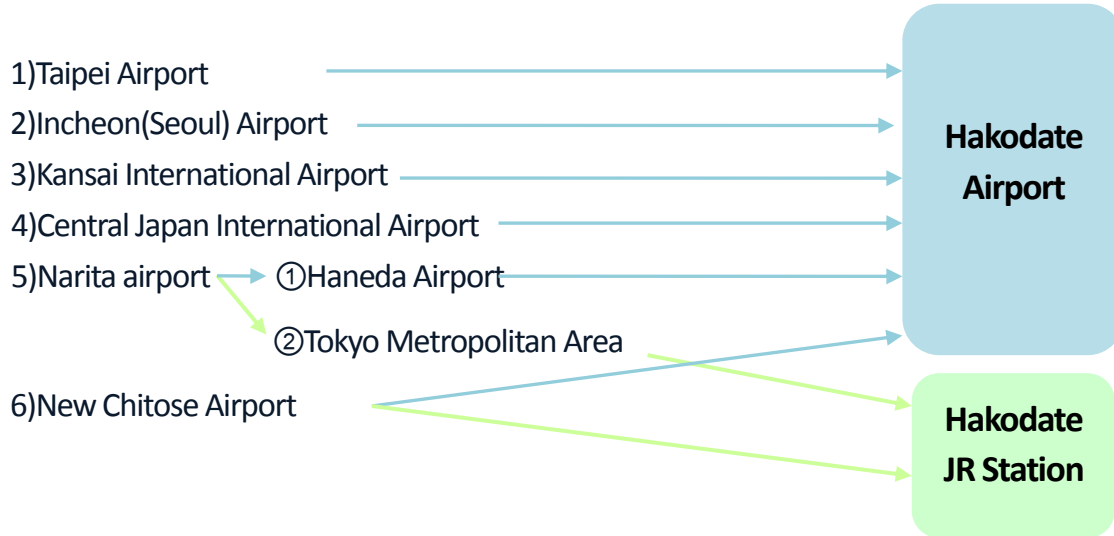 1)Taipei Airport
2)Incheon(Seoul) Airport
3)Kansai International Airport
4)Central Japan International Airport
5)Narita airport ①Haneda Airport
②Tokyo Metropolitan Area
6)New Chitose Airport
Hakodate
Airport
Hakodate
JR Station